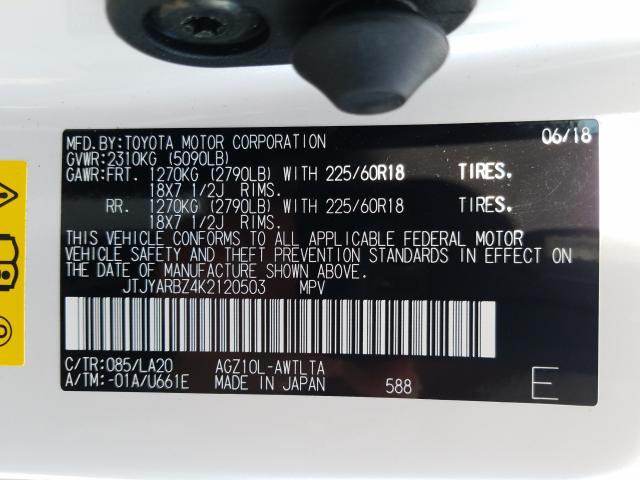 MFD.BY:TOYOTA MOTOR CORPORATION 06/18
GVWR:2310KG (5090LB)
GAWR:FRT. 1270KG (2790LB) WITH 225/60R18 TIRES.
18X7 1/2J RIMS.
RR. 1270KG (2790LB) WITH 225/60R18 TIRES.
18X7 1/2J RIMS.
THIS VEHICLE CONFORMS TO ALL APPLICABLE FEDERAL MOTOR
VEHICLE SAFETY AND THEFT PREVENTION STANDARDS IN EFFECT ON
THE DATE OF MANUFACTURE SHOWN ABOVE.
JTJYARBZ4K2120503 MPV
C/TR:085/LA20 AGZ10L-AWTLTA
A/TM:-01A/U661E MADE IN JAPAN 588 E